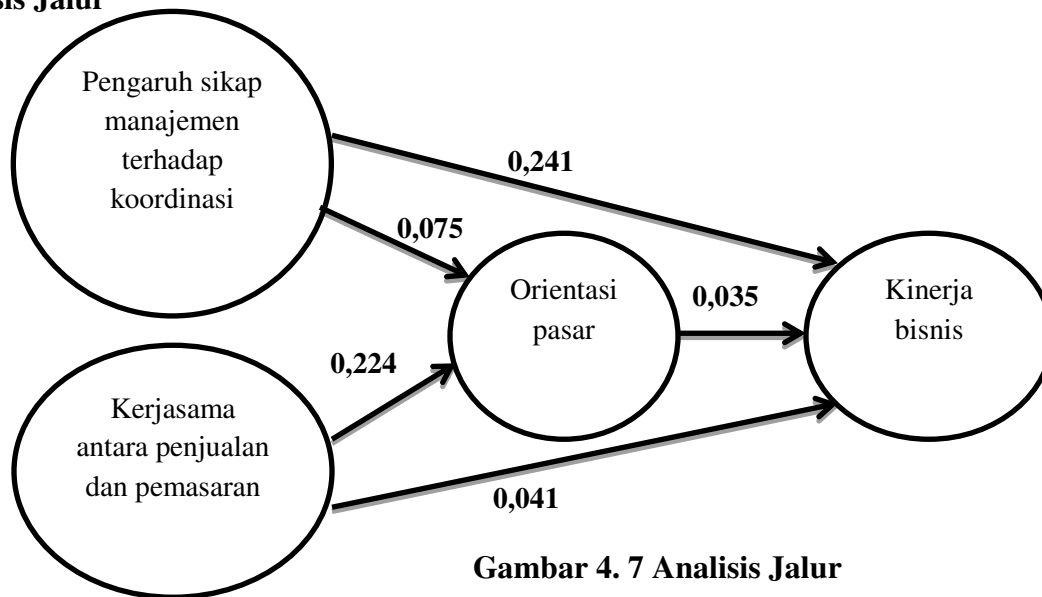 sis Jalur
Pengaruh sikap
manajemen
terhadap
koordinasi
0,241
0,075
Orientasi
pasar
0,035
Kinerja
bisnis
0,224
Kerjasama
antara penjualan
dan pemasaran
0,041
Gambar 4. 7 Analisis Jalur